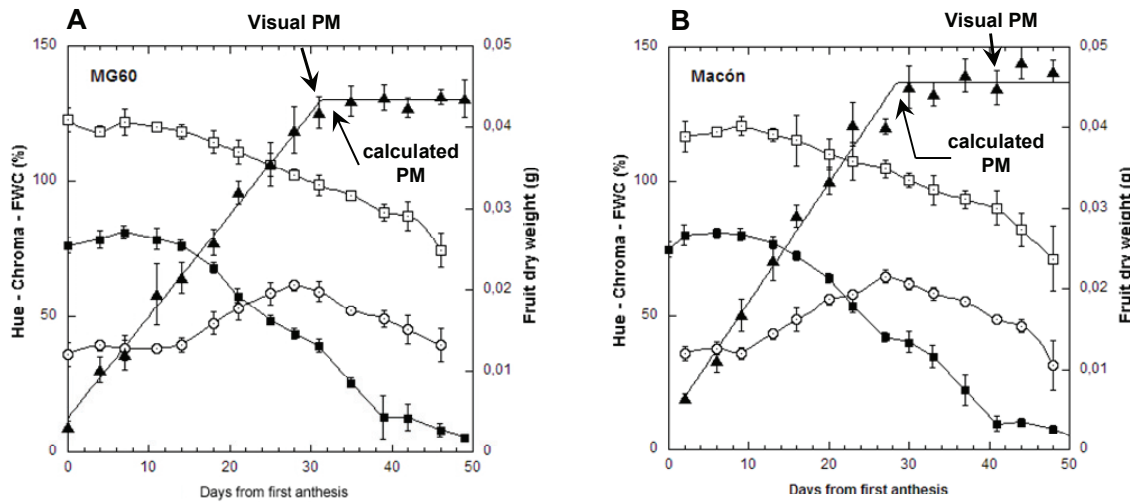 A
Visual PM
150
0,05
MG60
0,04
calculated
PM
100
0,03
Hue - Chroma - FWC (%)
Fruit dry weight (g)
0,02
50
0,01
0
0
0
10
20
30
40
50
Days from first anthesis
B
Visual PM
150
0,05
Macón
0,04
calculated
PM
100
0,03
Hue - Chroma - FWC (%)
Fruit dry weight (g)
0,02
50
0,01
0
0
0
10
20
30
40
50
Days from first anthesis